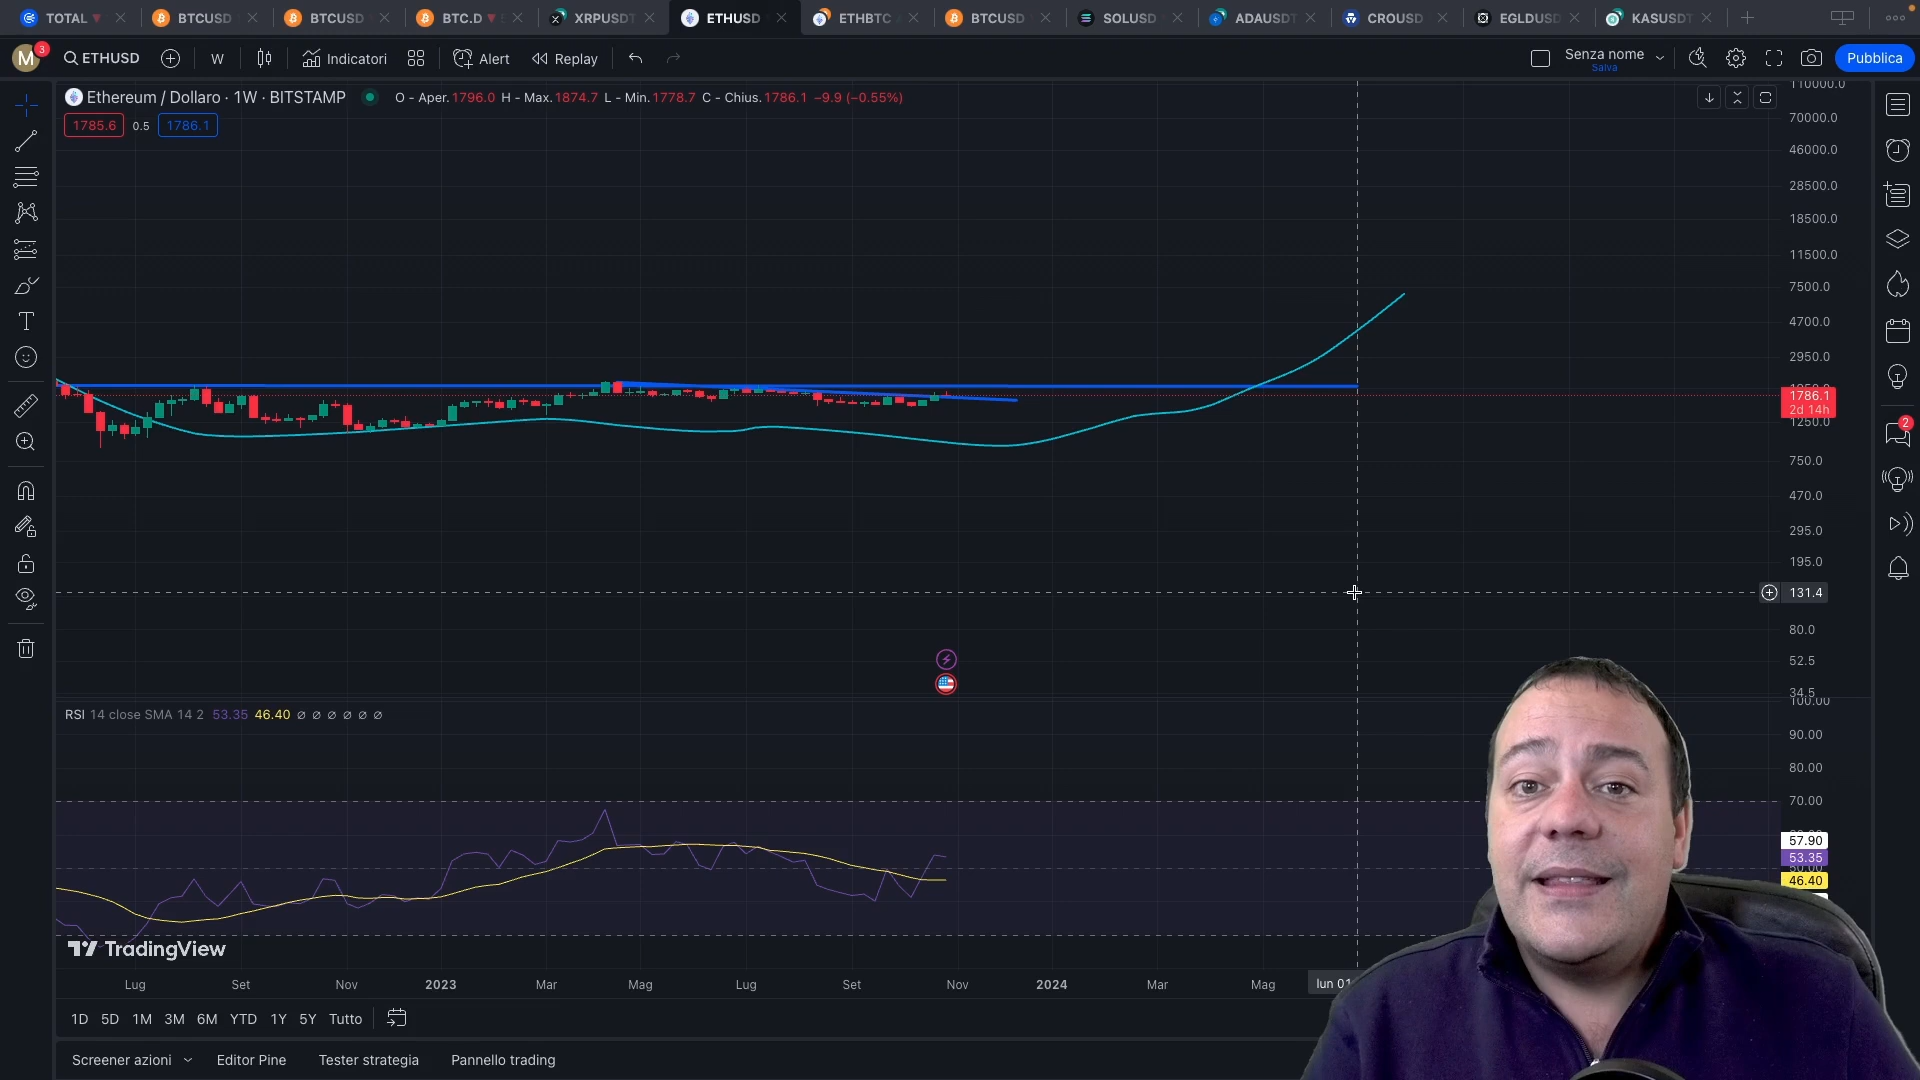 TOTAL BTCUSD BTCUSD BTC.D XRPUSDT ETHUSD ETHBTC BTCUSD SOLUSD ADAUSDT CROUSD EGLDUSD KASUSDT
M 3 ETHUSD W Indicatori Alert Replay Senza nome Salva Pubblica
Ethereum / Dollaro · 1W · BITSTAMP O - Aper.1796.0 H - Max.1874.7 L - Min.1778.7 C - Chius.1786.1 −9.9 (−0.55%)
1785.6 0.5 1786.1
110000.0
70000.0
46000.0
28500.0
18500.0
11500.0
7500.0
4700.0
2950.0
1786.1
2d 14h
1250.0
2
750.0
470.0
295.0
195.0
131.4
80.0
52.5
34.5
RSI 14 close SMA 14 2 53.35 46.40 ∅ ∅ ∅ ∅ ∅ ∅
100.00
90.00
80.00
70.00
57.90
53.35
46.40
TradingView
Lug Set Nov 2023 Mar Mag Lug Set Nov 2024 Mar Mag lun 01
1D 5D 1M 3M 6M YTD 1Y 5Y Tutto
Screener azioni Editor Pine Tester strategia Pannello trading